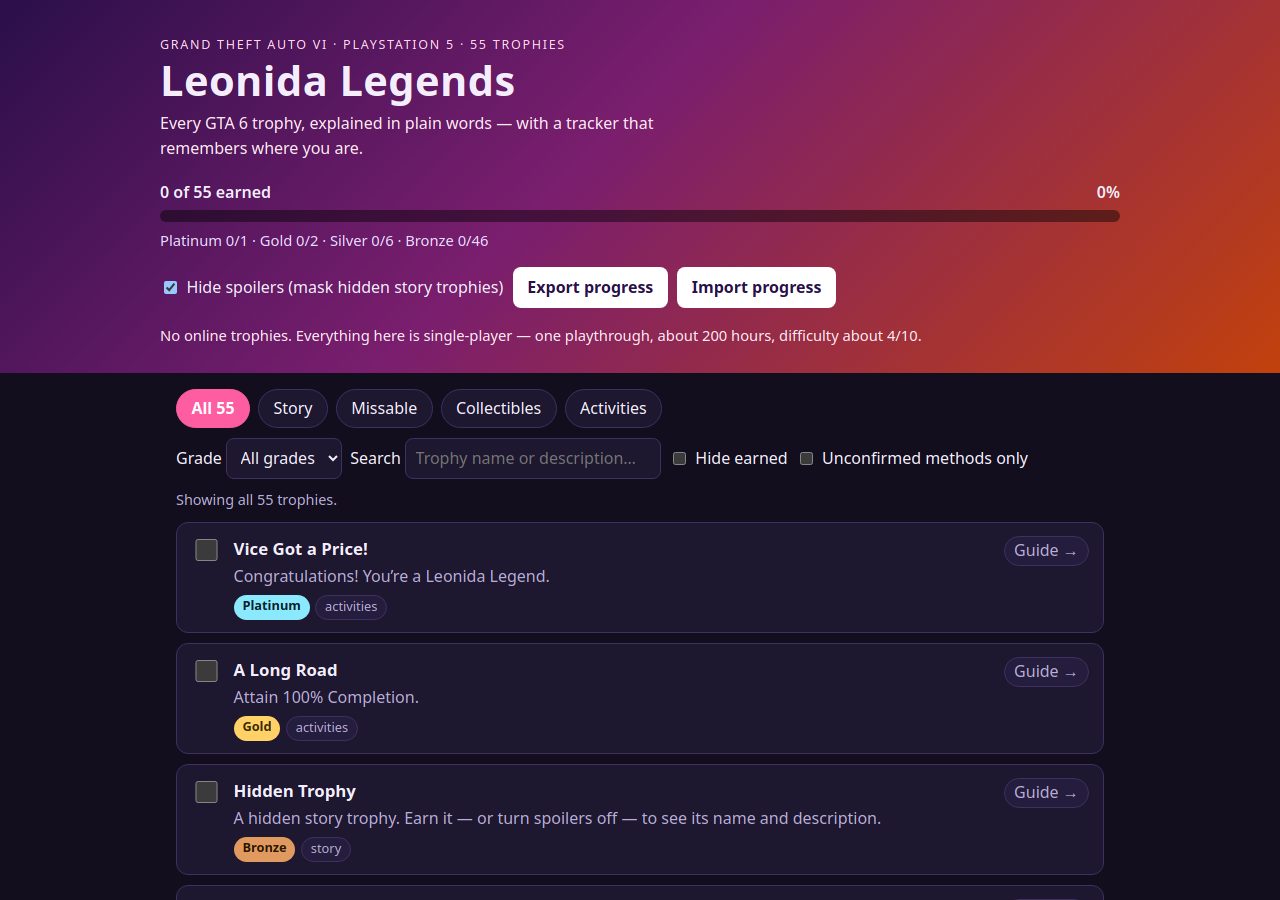 GRAND THEFT AUTO VI · PLAYSTATION 5 · 55 TROPHIES
Leonida Legends
Every GTA 6 trophy, explained in plain words — with a tracker that
remembers where you are.
0 of 55 earned 0%
Platinum 0/1 · Gold 0/2 · Silver 0/6 · Bronze 0/46
Hide spoilers (mask hidden story trophies) Export progress Import progress
No online trophies. Everything here is single-player — one playthrough, about 200 hours, difficulty about 4/10.
All 55 Story Missable Collectibles Activities
Grade All grades Search Trophy name or description... Hide earned Unconfirmed methods only
Showing all 55 trophies.
Vice Got a Price! Guide →
Congratulations! You're a Leonida Legend.
Platinum activities
A Long Road Guide →
Attain 100% Completion.
Gold activities
Hidden Trophy Guide →
A hidden story trophy. Earn it — or turn spoilers off — to see its name and description.
Bronze story